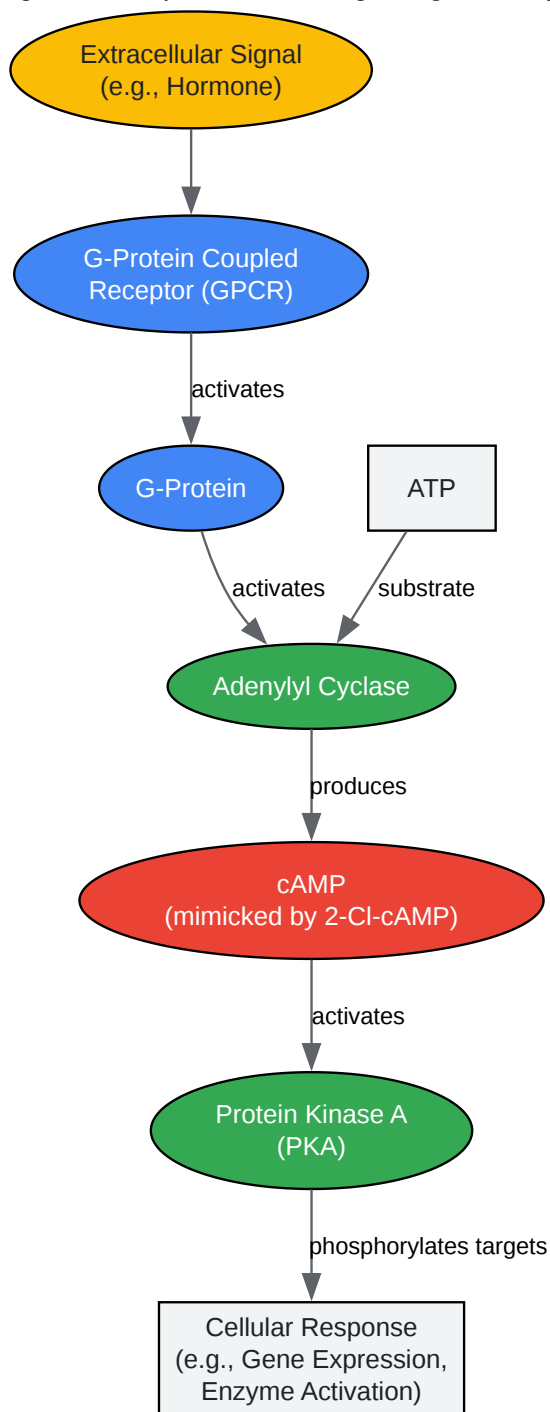 Extracellular Signal
(e.g., Hormone)
G-Protein Coupled
Receptor (GPCR)
activates
G-Protein
ATP
activates
substrate
Adenylyl Cyclase
produces
cAMP
(mimicked by 2-Cl-cAMP)
activates
Protein Kinase A
(PKA)
phosphorylates targets
Cellular Response
(e.g., Gene Expression,
Enzyme Activation)